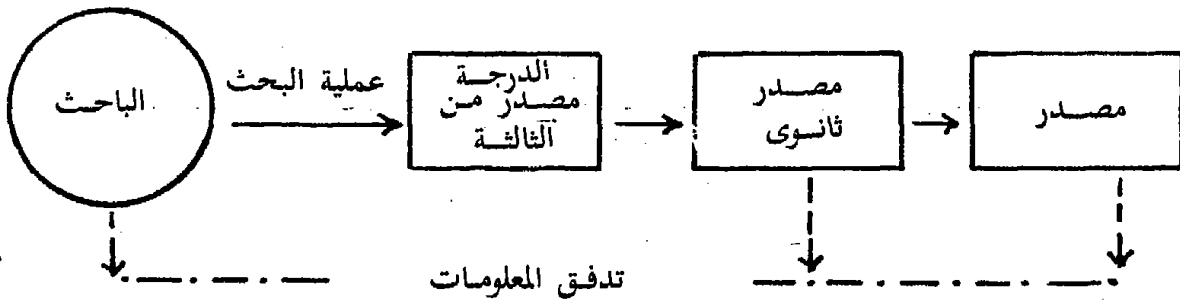 الباحث
عملية البحث
الدرجة
مصدر من
الثالثة
مصدر
ثانوى
مصدر
تدفق المعلومات